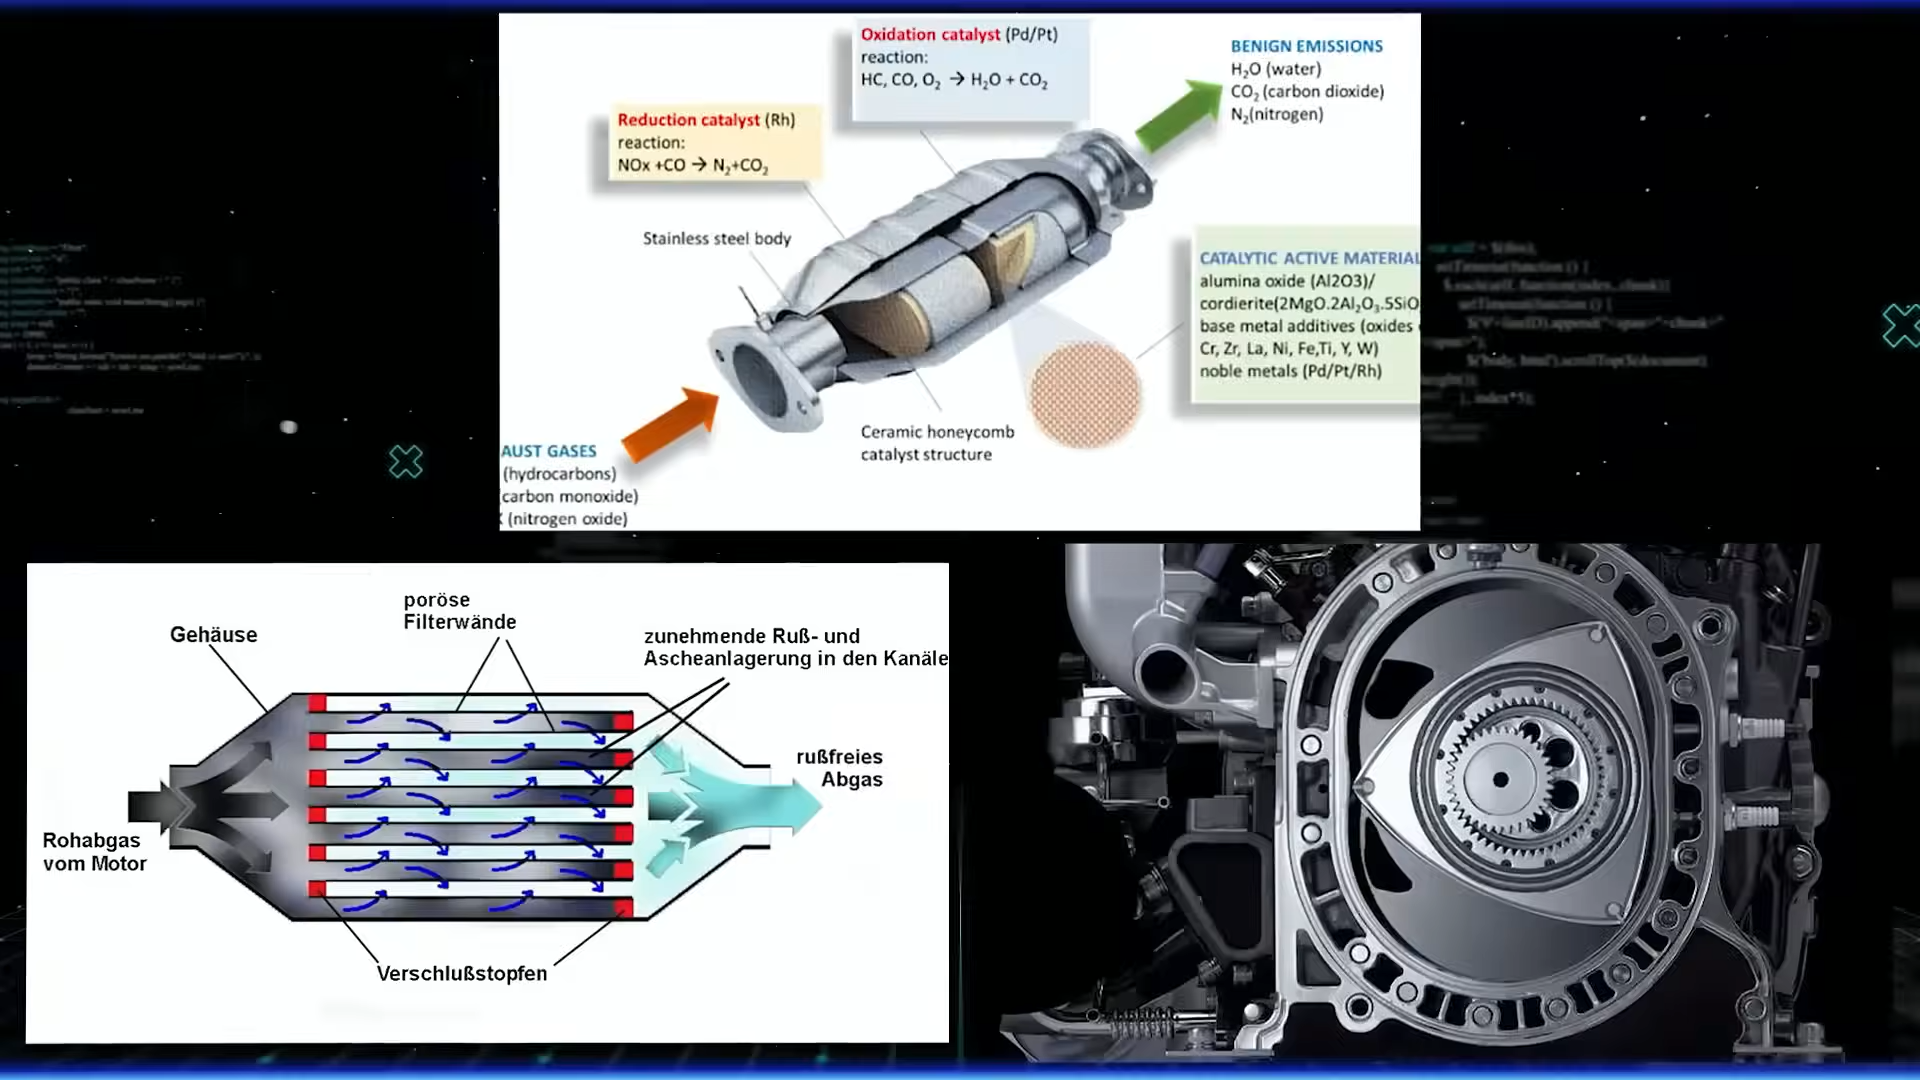 Oxidation catalyst (Pd/Pt)
reaction:
HC, CO, O₂ → H₂O + CO₂
BENIGN EMISSIONS
H₂O (water)
CO₂ (carbon dioxide)
N₂(nitrogen)
Reduction catalyst (Rh)
reaction:
NOx +CO → N₂+CO₂
Stainless steel body
CATALYTIC ACTIVE MATERIAL
alumina oxide (Al2O3)/
cordierite(2MgO.2Al₂O₃.5SiO
base metal additives (oxides
Cr, Zr, La, Ni, Fe,Ti, Y, W)
noble metals (Pd/Pt/Rh)
Ceramic honeycomb
catalyst structure
AUST GASES
(hydrocarbons)
(carbon monoxide)
(nitrogen oxide)
poröse
Filterwände
Gehäuse
zunehmende Ruß- und
Ascheanlagerung in den Kanäle
rußfreies
Abgas
Rohabgas
vom Motor
Verschlußstopfen